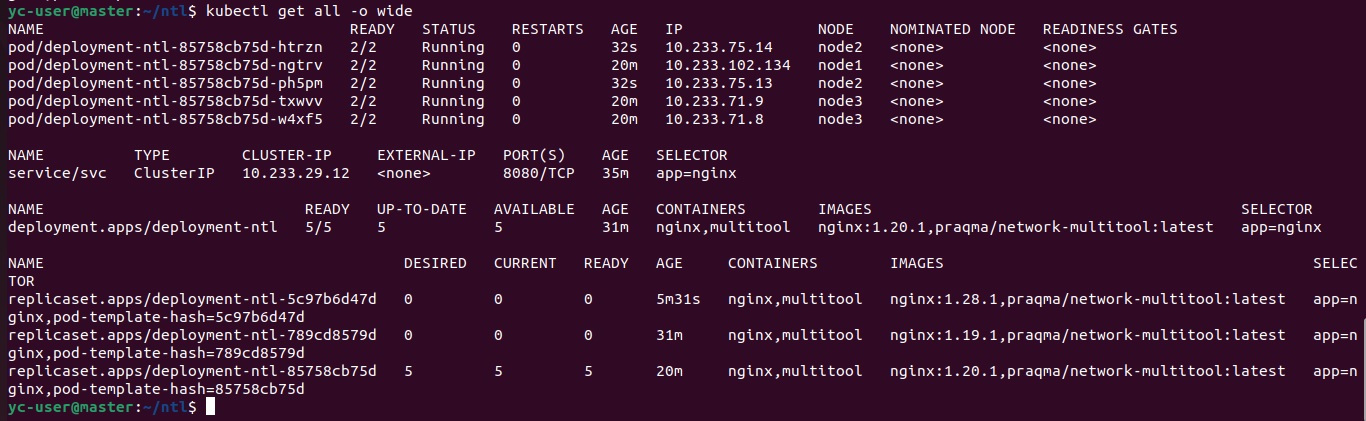 yc-user@master:~/ntl$ kubectl get all -o wide
NAME                                  READY   STATUS    RESTARTS   AGE   IP               NODE    NOMINATED NODE   READINESS GATES
pod/deployment-ntl-85758cb75d-htrzn   2/2     Running   0          32s   10.233.75.14     node2   <none>           <none>
pod/deployment-ntl-85758cb75d-ngtrv   2/2     Running   0          20m   10.233.102.134   node1   <none>           <none>
pod/deployment-ntl-85758cb75d-ph5pm   2/2     Running   0          32s   10.233.75.13     node2   <none>           <none>
pod/deployment-ntl-85758cb75d-txwvv   2/2     Running   0          20m   10.233.71.9      node3   <none>           <none>
pod/deployment-ntl-85758cb75d-w4xf5   2/2     Running   0          20m   10.233.71.8      node3   <none>           <none>

NAME          TYPE        CLUSTER-IP     EXTERNAL-IP   PORT(S)    AGE   SELECTOR
service/svc   ClusterIP   10.233.29.12   <none>        8080/TCP   35m   app=nginx

NAME                             READY   UP-TO-DATE   AVAILABLE   AGE   CONTAINERS         IMAGES                                         SELECTOR
deployment.apps/deployment-ntl   5/5     5            5           31m   nginx,multitool   nginx:1.20.1,praqma/network-multitool:latest   app=nginx

NAME                                        DESIRED   CURRENT   READY   AGE     CONTAINERS        IMAGES                                         SELEC
TOR
replicaset.apps/deployment-ntl-5c97b6d47d   0         0         0       5m31s   nginx,multitool   nginx:1.28.1,praqma/network-multitool:latest   app=n
ginx,pod-template-hash=5c97b6d47d
replicaset.apps/deployment-ntl-789cd8579d   0         0         0       31m     nginx,multitool   nginx:1.19.1,praqma/network-multitool:latest   app=n
ginx,pod-template-hash=789cd8579d
replicaset.apps/deployment-ntl-85758cb75d   5         5         5       20m     nginx,multitool   nginx:1.20.1,praqma/network-multitool:latest   app=n
ginx,pod-template-hash=85758cb75d
yc-user@master:~/ntl$